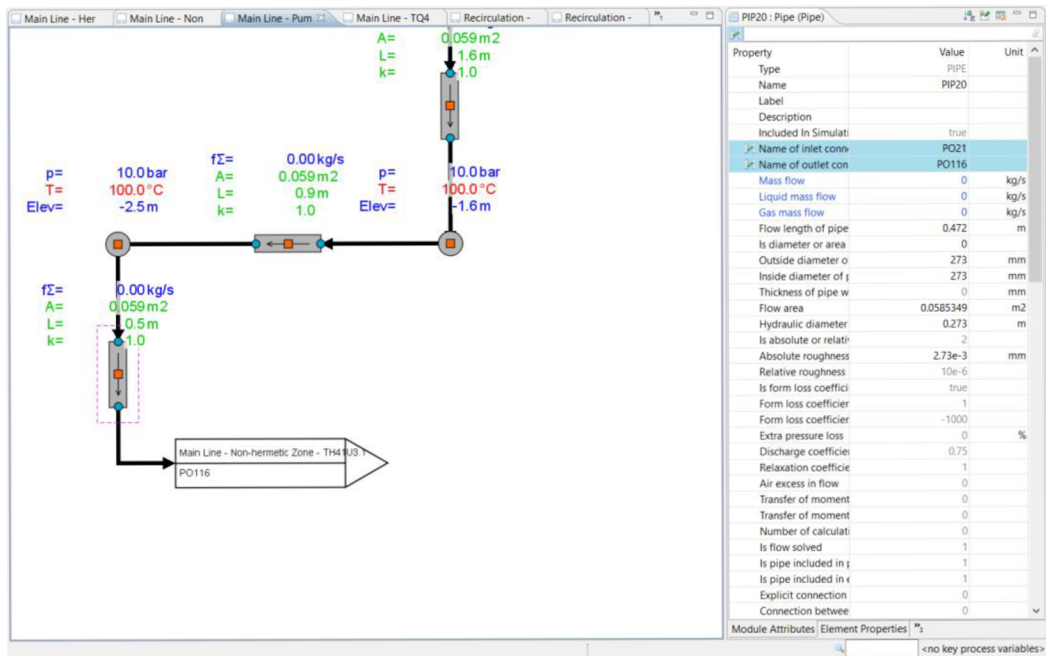 Main Line - Her
Main Line - Non
Main Line - Pum
Main Line - TQ4
Recirculation -
Recirculation -
PIP20 : Pipe (Pipe)
A= 0.059 m2
L= 1.6 m
k= 1.0
fΣ= 0.00 kg/s
A= 0.059 m2
L= 0.9 m
k= 1.0
p= 10.0 bar
T= 100.0 °C
Elev= -2.5 m
p= 10.0 bar
T= 100.0 °C
Elev= -1.6 m
fΣ= 0.00 kg/s
A= 0.059 m2
L= 0.5 m
k= 1.0
Main Line - Non-hermetic Zone - TH41U3.1
PO116
Property Value Unit
Type PIPE
Name PIP20
Label
Description
Included In Simulati true
Name of inlet conn PO21
Name of outlet con PO116
Mass flow 0 kg/s
Liquid mass flow 0 kg/s
Gas mass flow 0 kg/s
Flow length of pipe 0.472 m
Is diameter or area 0
Outside diameter o 273 mm
Inside diameter of p 273 mm
Thickness of pipe w 0 mm
Flow area 0.0585349 m2
Hydraulic diameter 0.273 m
Is absolute or relativ 2
Absolute roughness 2.73e-3 mm
Relative roughness 10e-6
Is form loss coeffici true
Form loss coefficier 1
Form loss coefficier -1000
Extra pressure loss 0 %
Discharge coefficier 0.75
Relaxation coefficie 1
Air excess in flow 0
Transfer of moment 0
Transfer of moment 0
Number of calculati 0
Is flow solved 1
Is pipe included in p 1
Is pipe included in e 1
Explicit connection 0
Connection betwee 0
Module Attributes
Element Properties
<no key process variables>